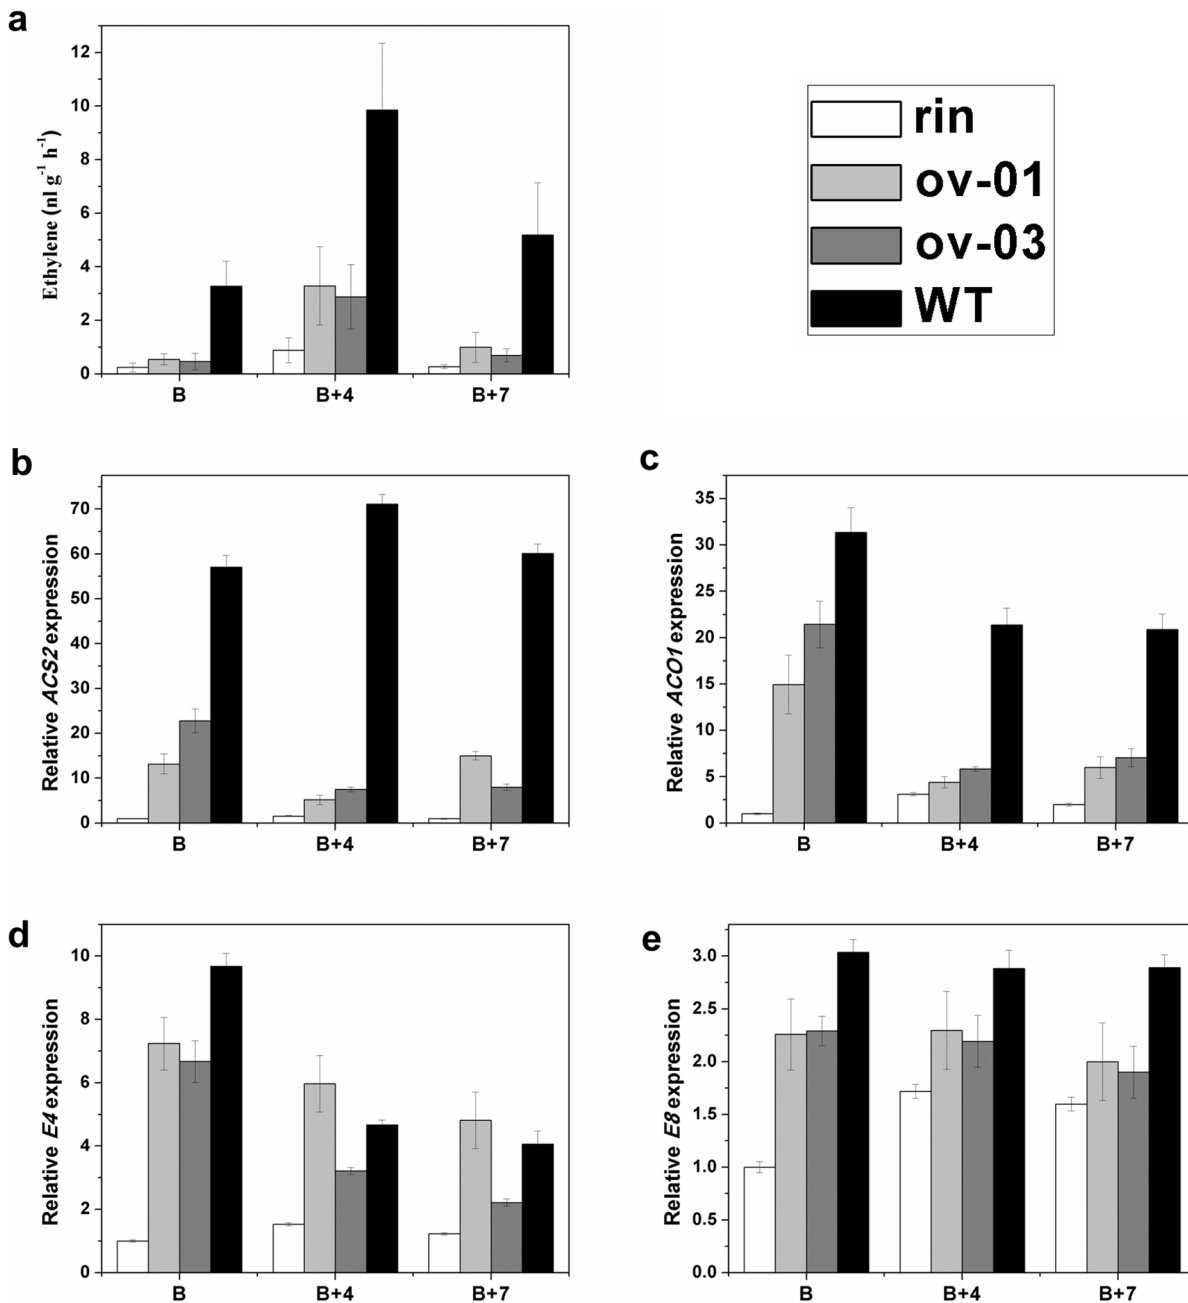 a
12
10
8
6
4
2
0
Ethylene (nl g⁻¹ h⁻¹)
B B+4 B+7
rin
ov-01
ov-03
WT
b
70
60
50
40
30
20
10
0
Relative ACS2 expression
B B+4 B+7
c
35
30
25
20
15
10
5
0
Relative ACO1 expression
B B+4 B+7
d
10
8
6
4
2
0
Relative E4 expression
B B+4 B+7
e
3.0
2.5
2.0
1.5
1.0
0.5
0.0
Relative E8 expression
B B+4 B+7